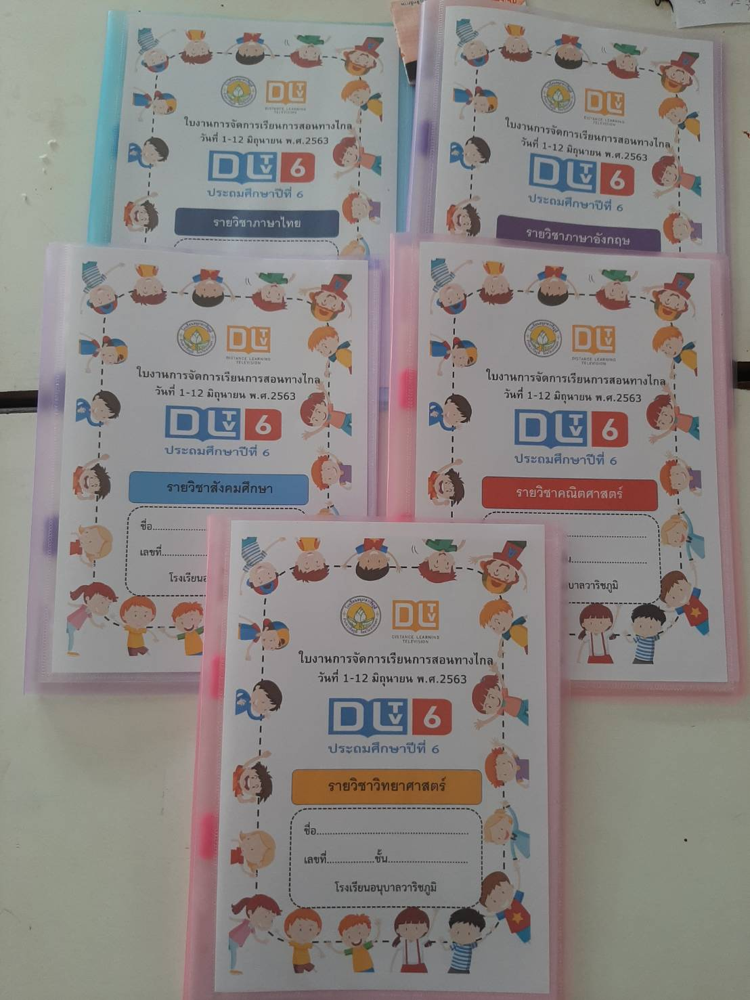 DLTV
DISTANCE LEARNING
TELEVISION
ใบงานการจัดการเรียนการสอนทางไกล
วันที่ 1-12 มิถุนายน พ.ศ.2563
DLTV 6
ประถมศึกษาปีที่ 6
รายวิชาภาษาไทย
DLTV
DISTANCE LEARNING
TELEVISION
ใบงานการจัดการเรียนการสอนทางไกล
วันที่ 1-12 มิถุนายน พ.ศ.2563
DLTV 6
ประถมศึกษาปีที่ 6
รายวิชาภาษาอังกฤษ
DLTV
DISTANCE LEARNING
TELEVISION
ใบงานการจัดการเรียนการสอนทางไกล
วันที่ 1-12 มิถุนายน พ.ศ.2563
DLTV 6
ประถมศึกษาปีที่ 6
รายวิชาสังคมศึกษา
ชื่อ......................
เลขที่...................
โรงเรียนอ
DLTV
DISTANCE LEARNING
TELEVISION
ใบงานการจัดการเรียนการสอนทางไกล
วันที่ 1-12 มิถุนายน พ.ศ.2563
DLTV 6
ประถมศึกษาปีที่ 6
รายวิชาคณิตศาสตร์
บาลวาริชภูมิ
DLTV
DISTANCE LEARNING
TELEVISION
ใบงานการจัดการเรียนการสอนทางไกล
วันที่ 1-12 มิถุนายน พ.ศ.2563
DLTV 6
ประถมศึกษาปีที่ 6
รายวิชาวิทยาศาสตร์
ชื่อ......................................................
เลขที่.................ชั้น............................
โรงเรียนอนุบาลวาริชภูมิ